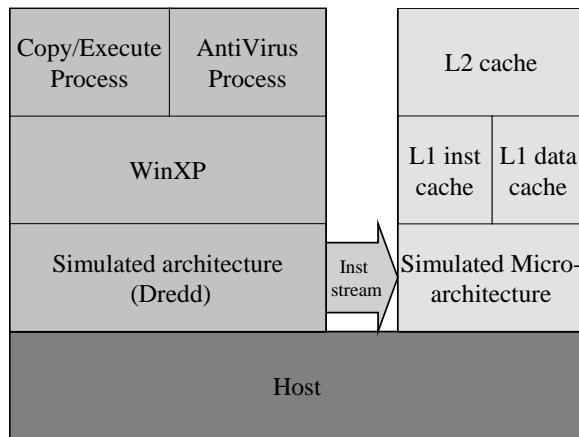 Copy/Execute
Process
AntiVirus
Process
L2 cache
WinXP
L1 inst
cache
L1 data
cache
Simulated architecture
(Dredd)
Inst
stream
Simulated Micro-
architecture
Host